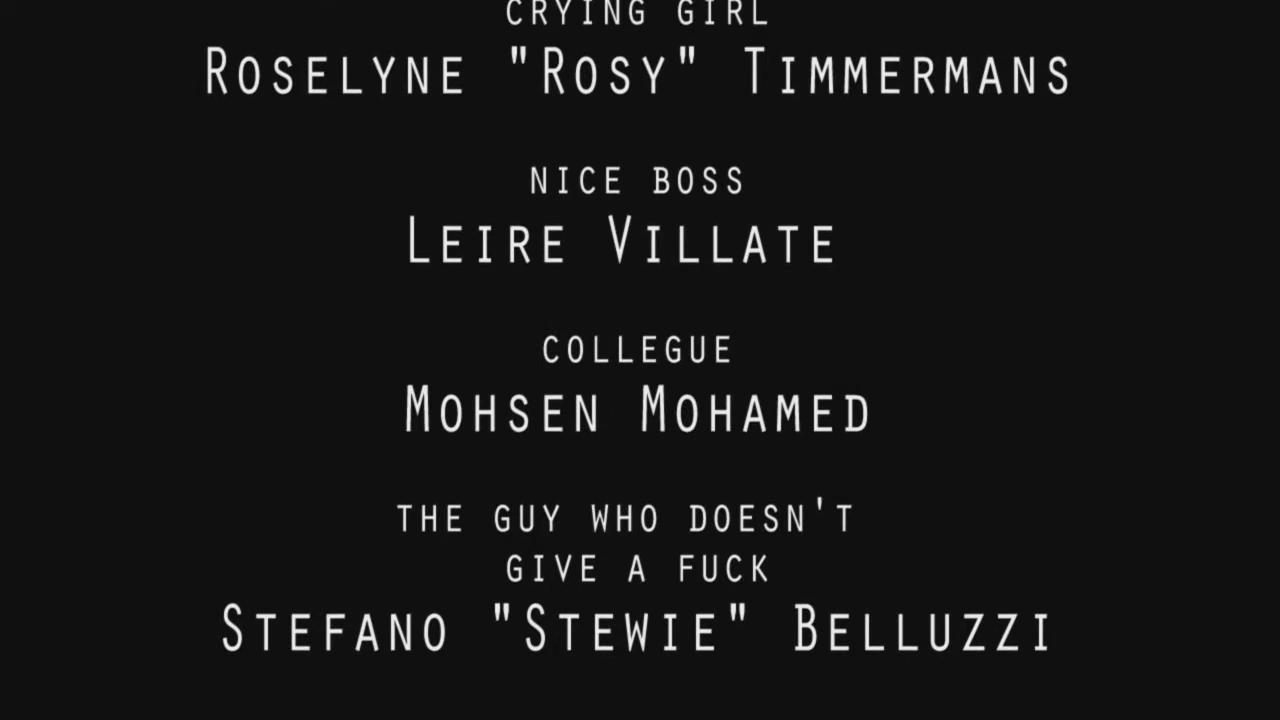 CRYING GIRL
ROSELYNE "ROSY" TIMMERMANS
NICE BOSS
LEIRE VILLATE
COLLEGUE
MOHSEN MOHAMED
THE GUY WHO DOESN'T
GIVE A FUCK
STEFANO "STEWIE" BELLUZZI